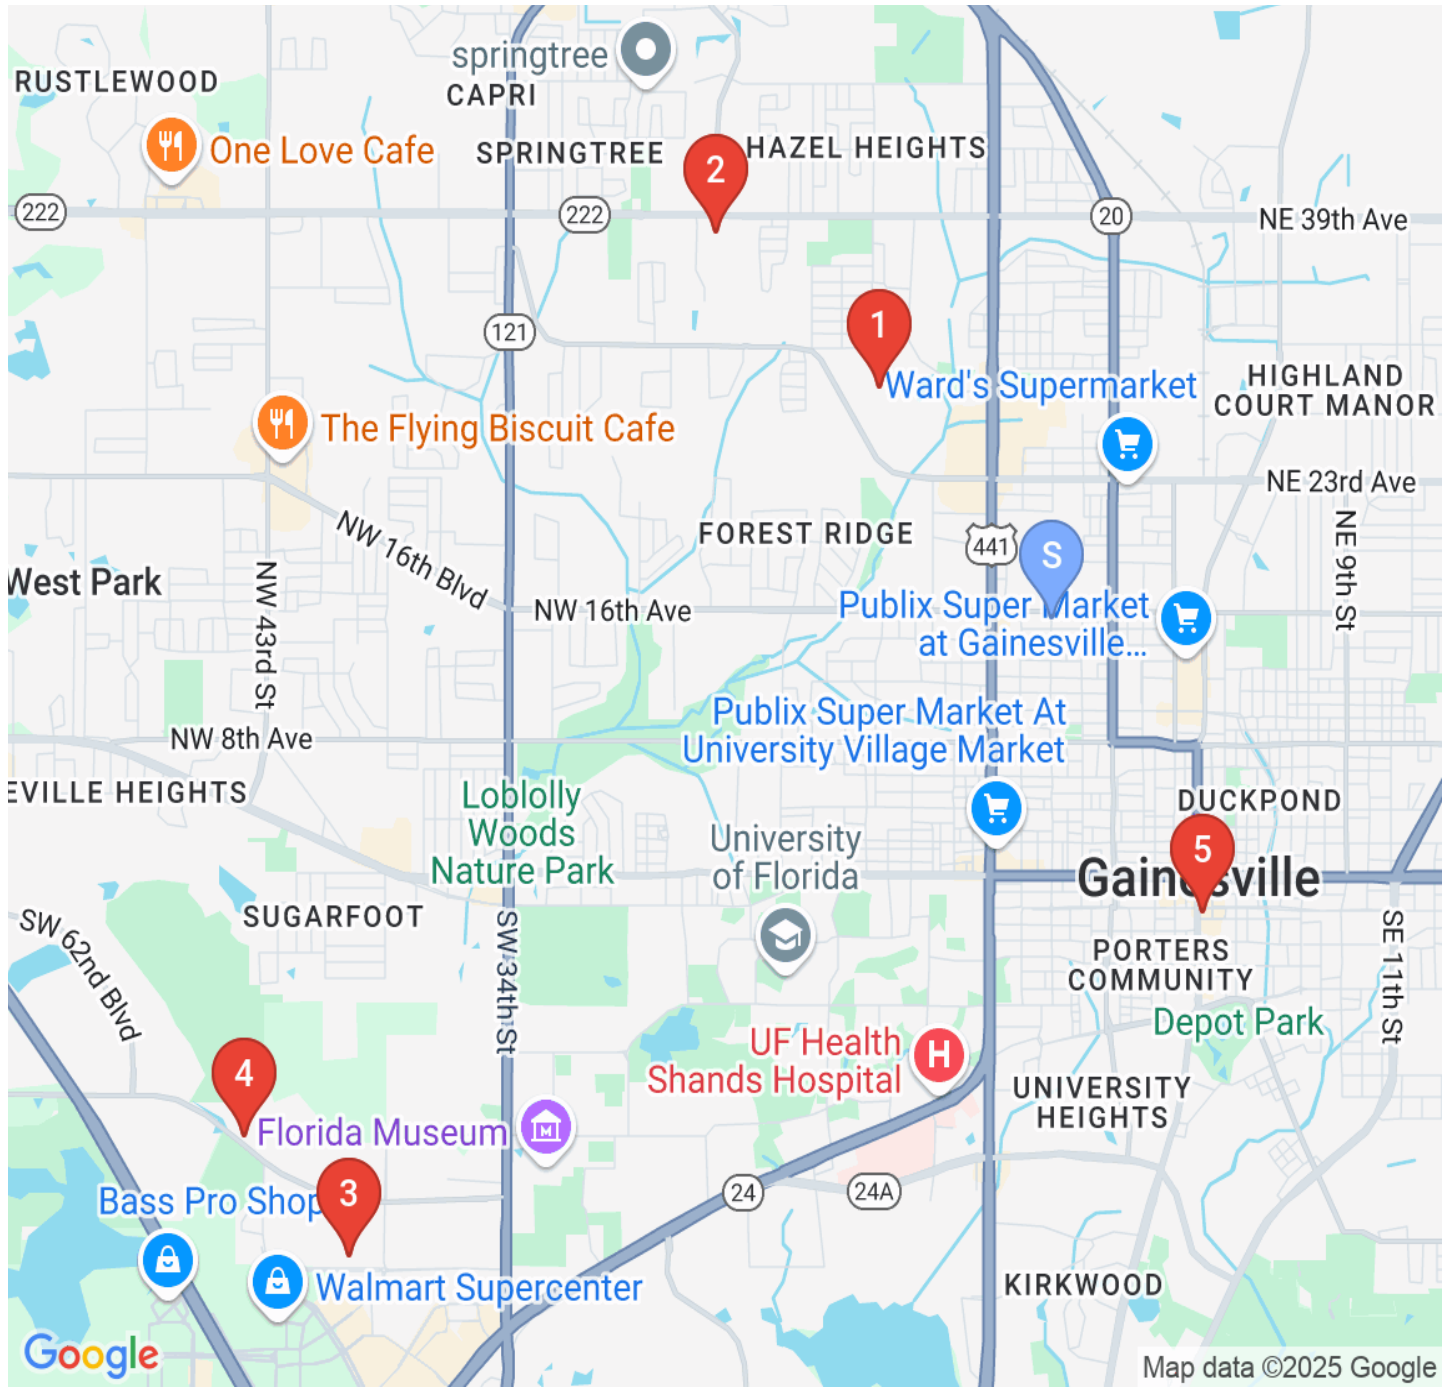 springtree
RUSTLEWOOD
CAPRI
One Love Cafe
SPRINGTREE
HAZEL HEIGHTS
2
222
222
20
NE 39th Ave
1
121
Ward's Supermarket
HIGHLAND
COURT MANOR
The Flying Biscuit Cafe
NE 23rd Ave
NW 16th Blvd
FOREST RIDGE
441
S
NE 9th St
West Park
NW 43rd St
NW 16th Ave
Publix Super Market
at Gainesville...
Publix Super Market At
University Village Market
NW 8th Ave
EVILLE HEIGHTS
Loblolly
Woods
Nature Park
DUCKPOND
University
of Florida
5
Gainesville
SUGARFOOT
SW 62nd Blvd
SW 34th St
PORTERS
COMMUNITY
SE 11th St
Depot Park
UF Health
Shands Hospital
H
4
UNIVERSITY
HEIGHTS
Florida Museum
M
3
24
24A
Bass Pro Shop
Walmart Supercenter
KIRKWOOD
Google
Map data ©2025 Google